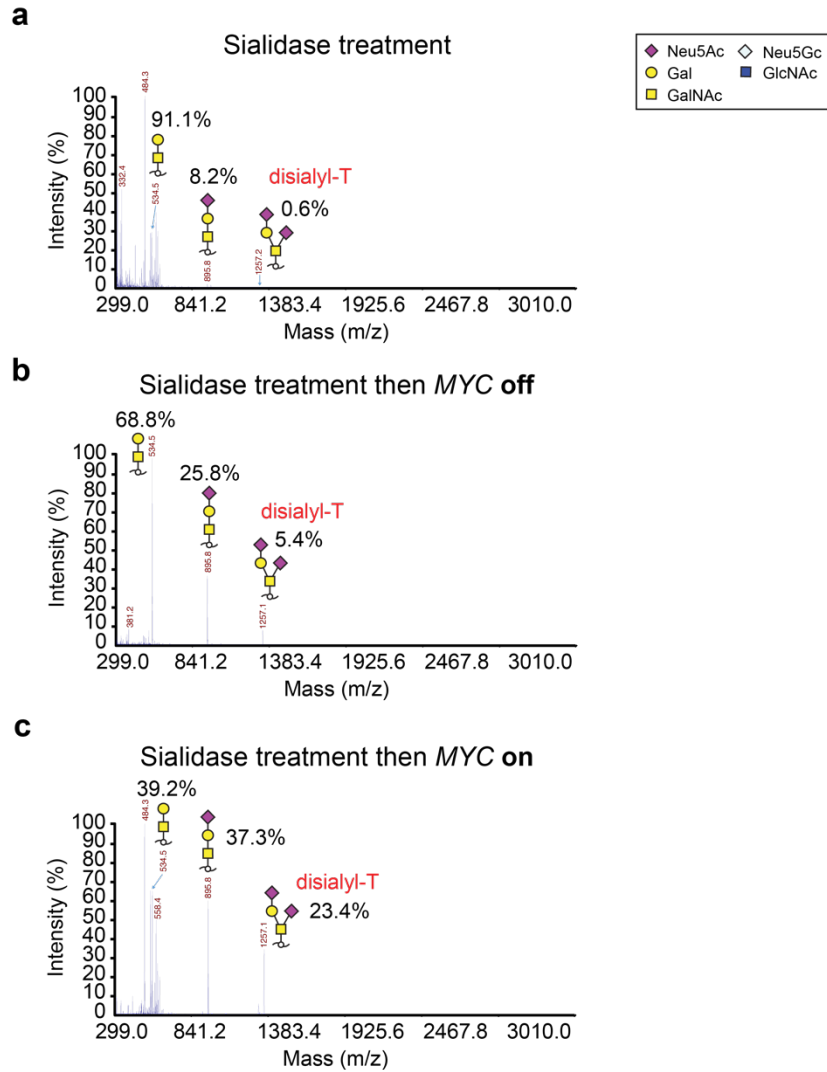 a
Sialidase treatment
Neu5Ac
Neu5Gc
Gal
GlcNAc
GalNAc
Intensity (%)
100
90
80
70
60
50
40
30
20
10
0
332.4
484.3
91.1%
534.5
8.2%
895.8
disialyl-T
0.6%
1257.2
299.0 841.2 1383.4 1925.6 2467.8 3010.0
Mass (m/z)
b
Sialidase treatment then MYC off
Intensity (%)
100
90
80
70
60
50
40
30
20
10
0
68.8%
534.5
381.2
25.8%
895.8
disialyl-T
5.4%
1257.1
299.0 841.2 1383.4 1925.6 2467.8 3010.0
Mass (m/z)
c
Sialidase treatment then MYC on
Intensity (%)
100
90
80
70
60
50
40
30
20
10
0
484.3
39.2%
534.5
558.4
37.3%
895.8
disialyl-T
23.4%
1257.1
299.0 841.2 1383.4 1925.6 2467.8 3010.0
Mass (m/z)